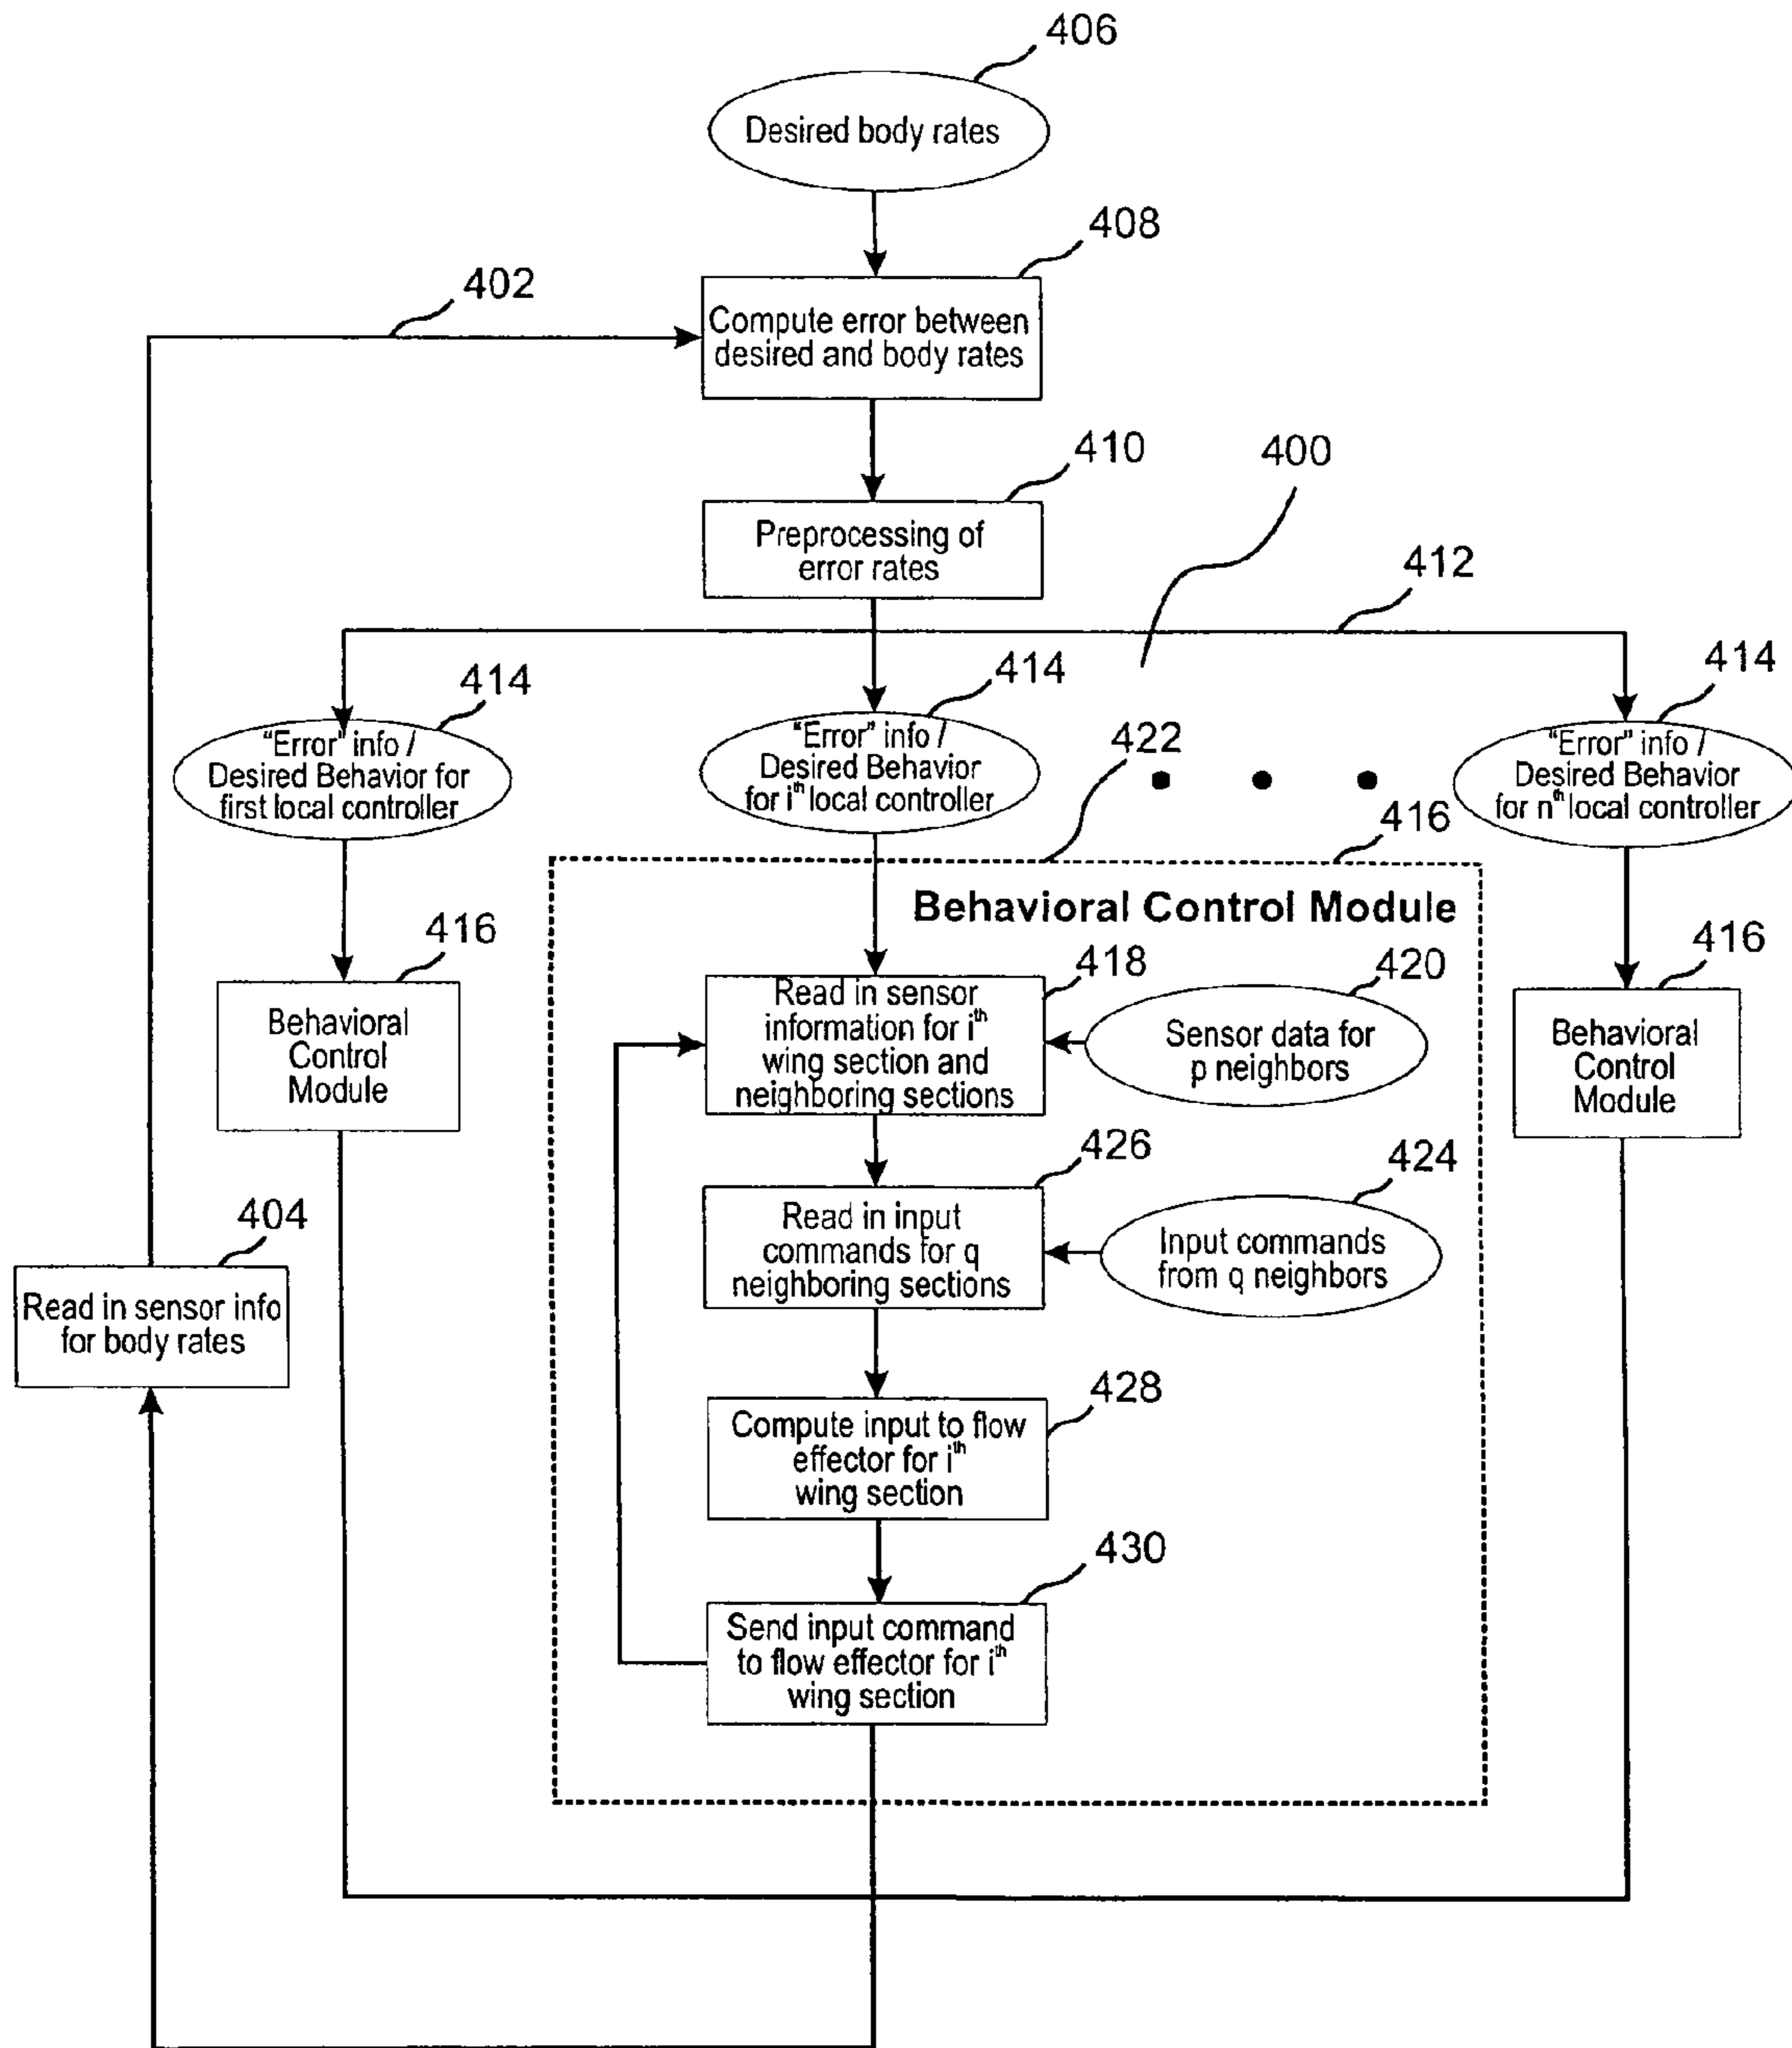 406
Desired body rates
408
402
Compute error between
desired and body rates
410
400
Preprocessing of
error rates
412
414
414
414
"Error" info /
Desired Behavior for
first local controller
"Error" info /
Desired Behavior
for iᵗʰ local controller
422
• • •
"Error" info /
Desired Behavior
for nᵗʰ local controller
416
Behavioral Control Module
416
418
420
416
Behavioral
Control
Module
Read in sensor
information for iᵗʰ
wing section and
neighboring sections
Sensor data for
p neighbors
Behavioral
Control
Module
426
424
404
Read in input
commands for q
neighboring sections
Input commands
from q neighbors
Read in sensor info
for body rates
428
Compute input to flow
effector for iᵗʰ
wing section
430
Send input command
to flow effector for iᵗʰ
wing section